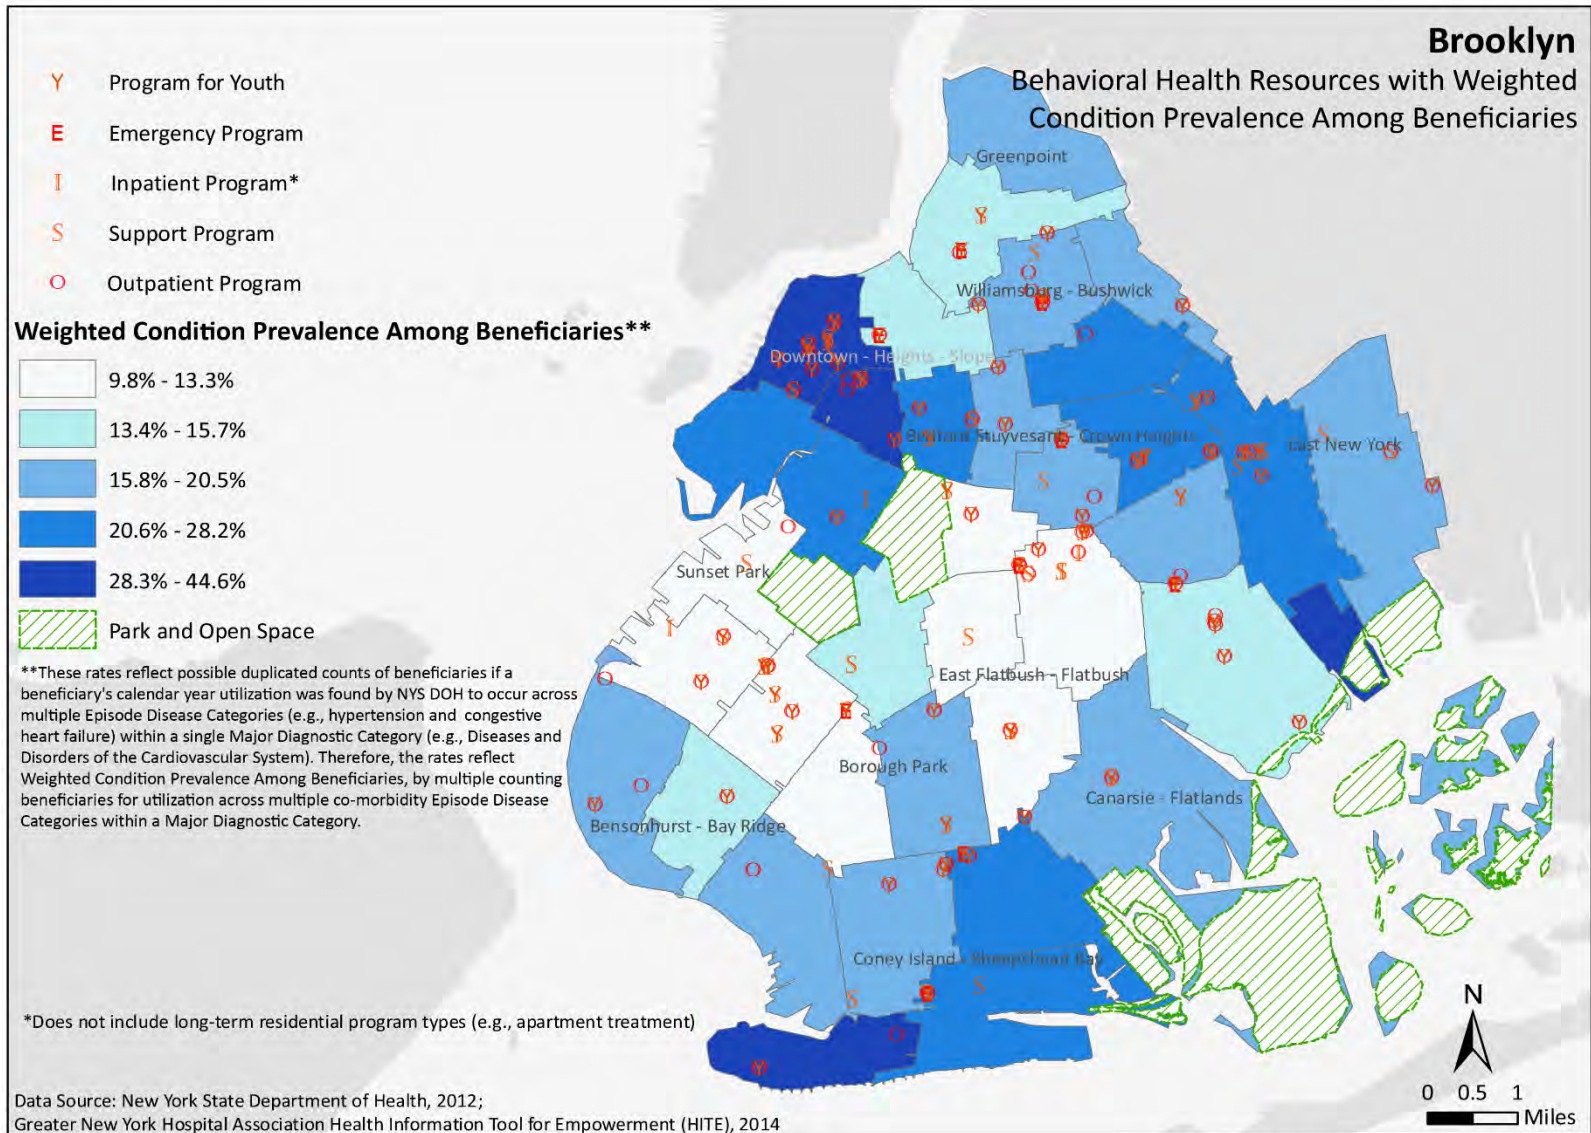 Brooklyn
Behavioral Health Resources with Weighted
Condition Prevalence Among Beneficiaries
Y Program for Youth
E Emergency Program
I Inpatient Program*
S Support Program
O Outpatient Program
Weighted Condition Prevalence Among Beneficiaries**
9.8% - 13.3%
13.4% - 15.7%
15.8% - 20.5%
20.6% - 28.2%
28.3% - 44.6%
Park and Open Space
**These rates reflect possible duplicated counts of beneficiaries if a
beneficiary's calendar year utilization was found by NYS DOH to occur across
multiple Episode Disease Categories (e.g., hypertension and congestive
heart failure) within a single Major Diagnostic Category (e.g., Diseases and
Disorders of the Cardiovascular System). Therefore, the rates reflect
Weighted Condition Prevalence Among Beneficiaries, by multiple counting
beneficiaries for utilization across multiple co-morbidity Episode Disease
Categories within a Major Diagnostic Category.
Greenpoint
Williamsburg - Bushwick
Downtown - Heights - Slope
Bedford Stuyvesant - Crown Heights
East New York
Sunset Park
East Flatbush - Flatbush
Borough Park
Canarsie - Flatlands
Bensonhurst - Bay Ridge
Coney Island - Sheepshead Bay
*Does not include long-term residential program types (e.g., apartment treatment)
Data Source: New York State Department of Health, 2012;
Greater New York Hospital Association Health Information Tool for Empowerment (HITE), 2014
N
0 0.5 1
Miles